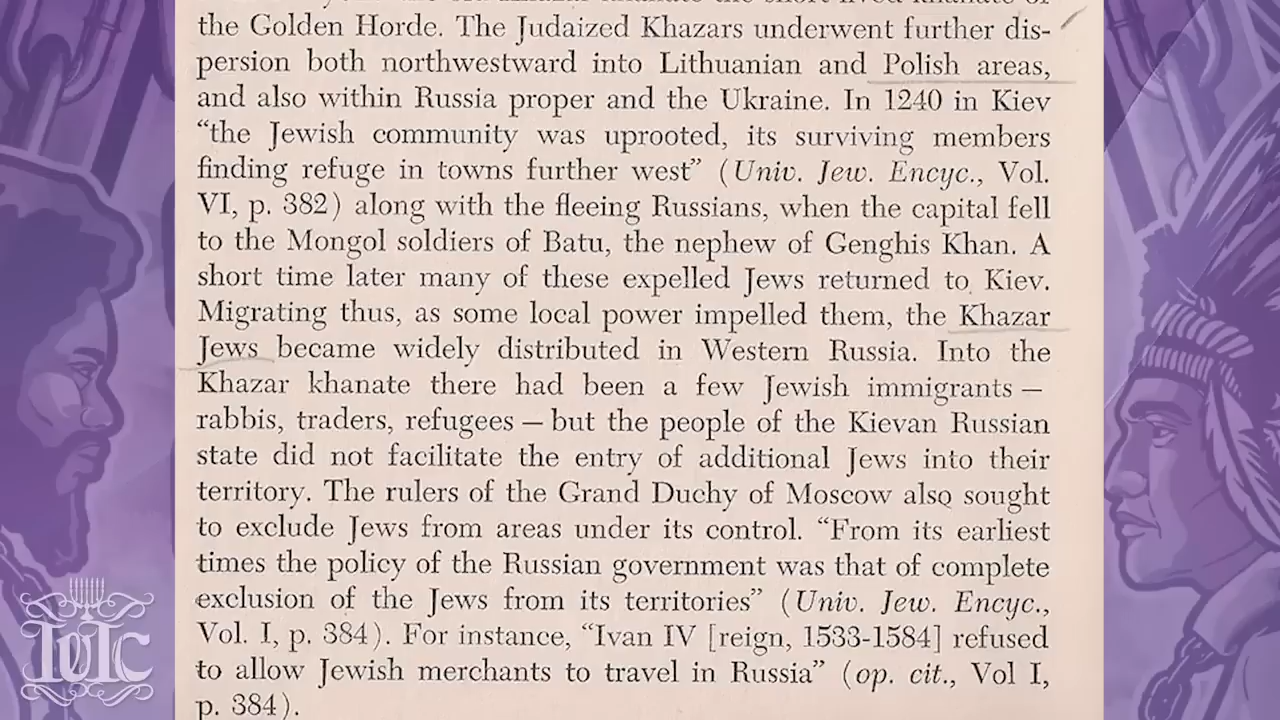 the Golden Horde. The Judaized Khazars underwent further dis-
persion both northwestward into Lithuanian and Polish areas,
and also within Russia proper and the Ukraine. In 1240 in Kiev
“the Jewish community was uprooted, its surviving members
finding refuge in towns further west” (Univ. Jew. Encyc., Vol.
VI, p. 382) along with the fleeing Russians, when the capital fell
to the Mongol soldiers of Batu, the nephew of Genghis Khan. A
short time later many of these expelled Jews returned to Kiev.
Migrating thus, as some local power impelled them, the Khazar
Jews became widely distributed in Western Russia. Into the
Khazar khanate there had been a few Jewish immigrants —
rabbis, traders, refugees — but the people of the Kievan Russian
state did not facilitate the entry of additional Jews into their
territory. The rulers of the Grand Duchy of Moscow also sought
to exclude Jews from areas under its control. “From its earliest
times the policy of the Russian government was that of complete
exclusion of the Jews from its territories” (Univ. Jew. Encyc.,
Vol. I, p. 384). For instance, “Ivan IV [reign, 1533-1584] refused
to allow Jewish merchants to travel in Russia” (op. cit., Vol I,
p. 384).
IUIC